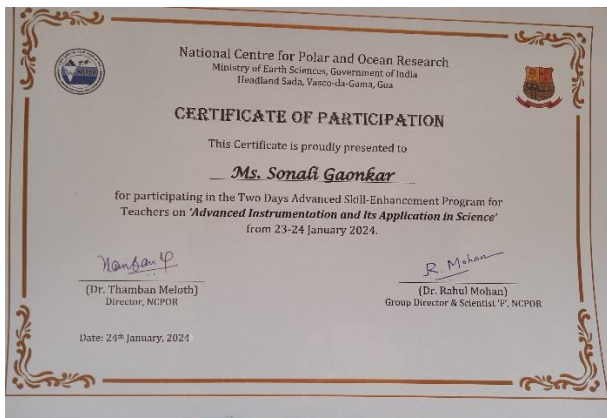 National Centre for Polar and Ocean Research
Ministry of Earth Sciences, Government of India
Headland Sada, Vasco-da-Gama, Goa
NCPOR
CERTIFICATE OF PARTICIPATION
This Certificate is proudly presented to
Ms. Sonali Gaonkar
for participating in the Two Days Advanced Skill-Enhancement Program for
Teachers on 'Advanced Instrumentation and Its Application in Science'
from 23-24 January 2024.
R. Mohan
(Dr. Thamban Meloth)
Director, NCPOR
(Dr. Rahul Mohan)
Group Director & Scientist 'F', NCPOR
Date: 24th January, 2024